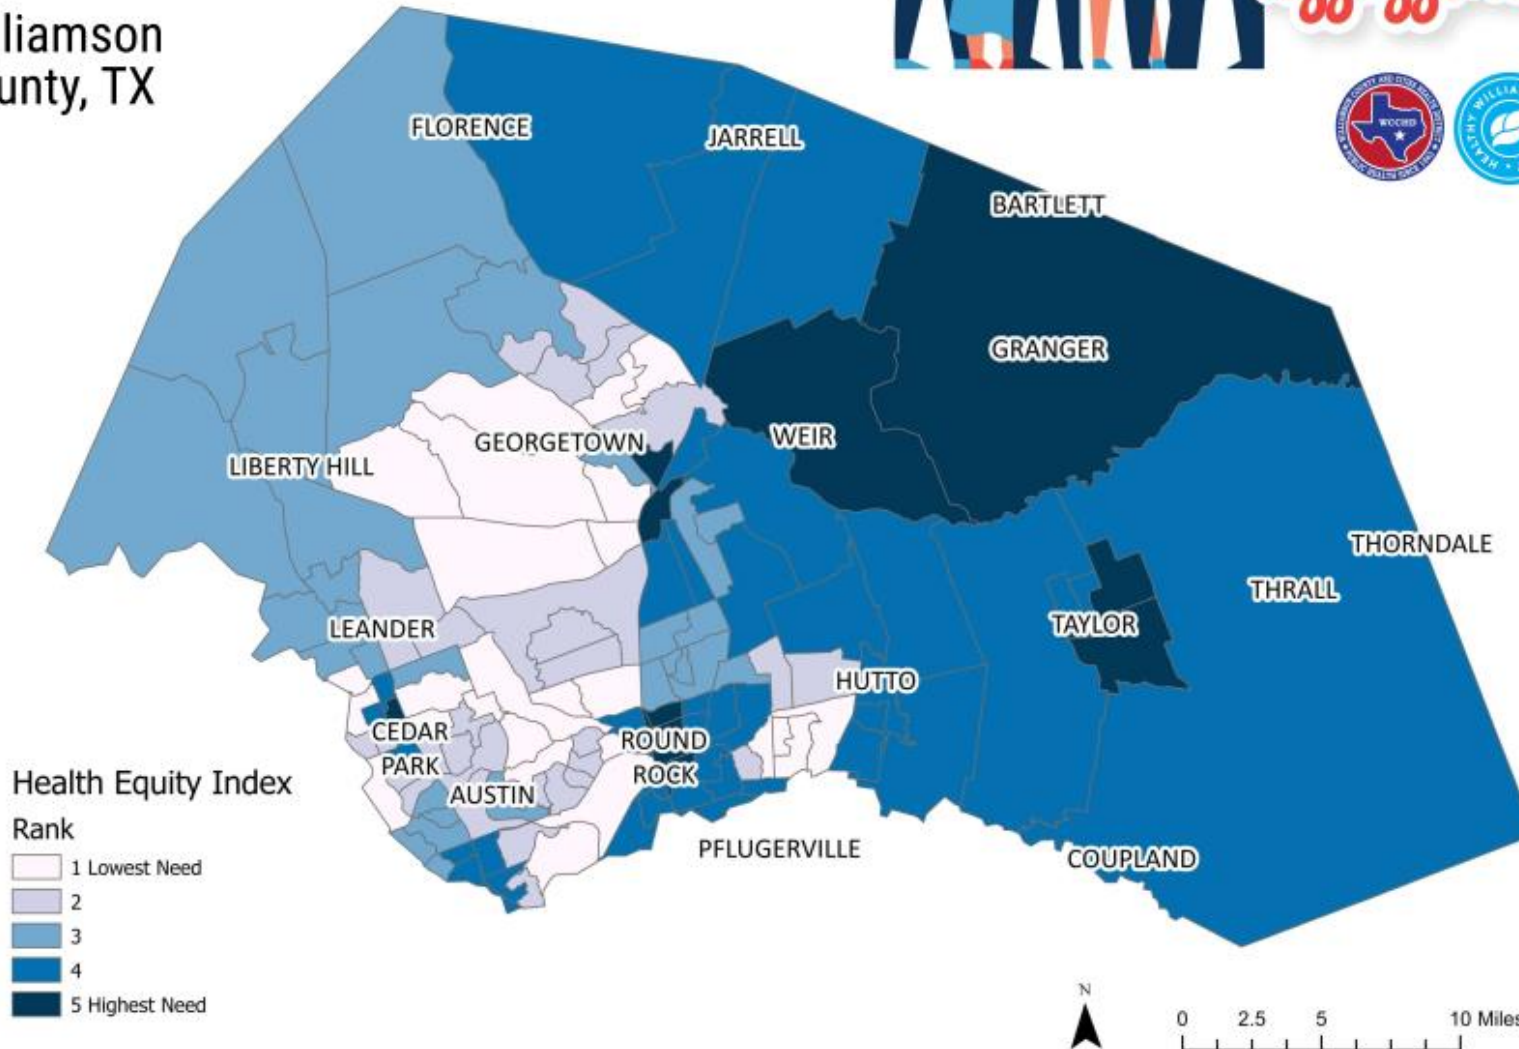 lliamson
unty, TX
FLORENCE
JARRELL
WCCHD
BARTLETT
GRANGER
GEORGETOWN
WEIR
LIBERTY HILL
THORNDALE
THRALL
TAYLOR
LEANDER
HUTTO
CEDAR
PARK
ROUND
ROCK
AUSTIN
PFLUGERVILLE
COUPLAND
Health Equity Index
Rank
1 Lowest Need
2
3
4
5 Highest Need
N
0 2.5 5 10 Miles